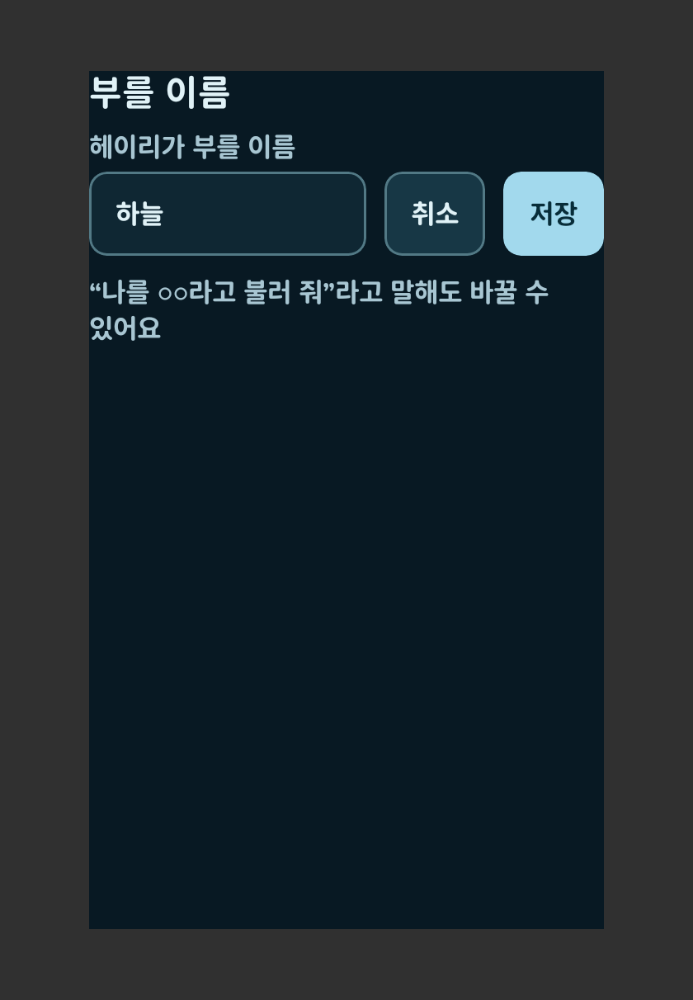 부를 이름
헤이리가 부를 이름
하늘
취소
저장
“나를 ○○라고 불러 줘”라고 말해도 바꿀 수
있어요